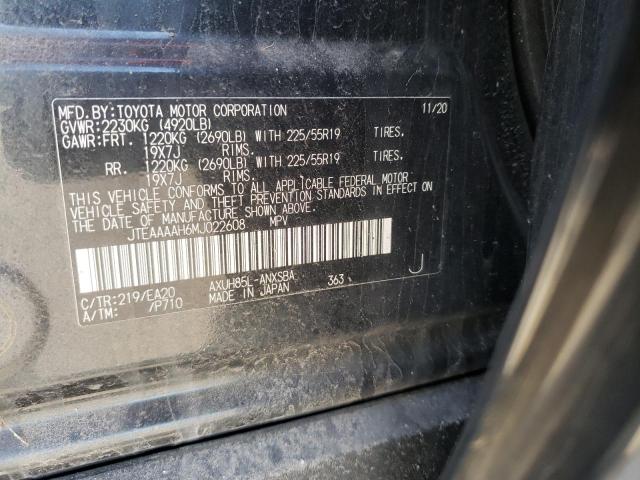 MFD.BY:TOYOTA MOTOR CORPORATION 11/20
GVWR:2230KG (4920LB)
GAWR:FRT. 1220KG (2690LB) WITH 225/55R19 TIRES.
19X7J RIMS.
RR. 1220KG (2690LB) WITH 225/55R19 TIRES.
19X7J RIMS.
THIS VEHICLE CONFORMS TO ALL APPLICABLE FEDERAL MOTOR
VEHICLE SAFETY AND THEFT PREVENTION STANDARDS IN EFFECT ON
THE DATE OF MANUFACTURE SHOWN ABOVE.
JTEAAAAH6MJ022608 MPV
C/TR:219/EA20 AXUH85L-ANXSBA
A/TM: /P710 MADE IN JAPAN 363 J